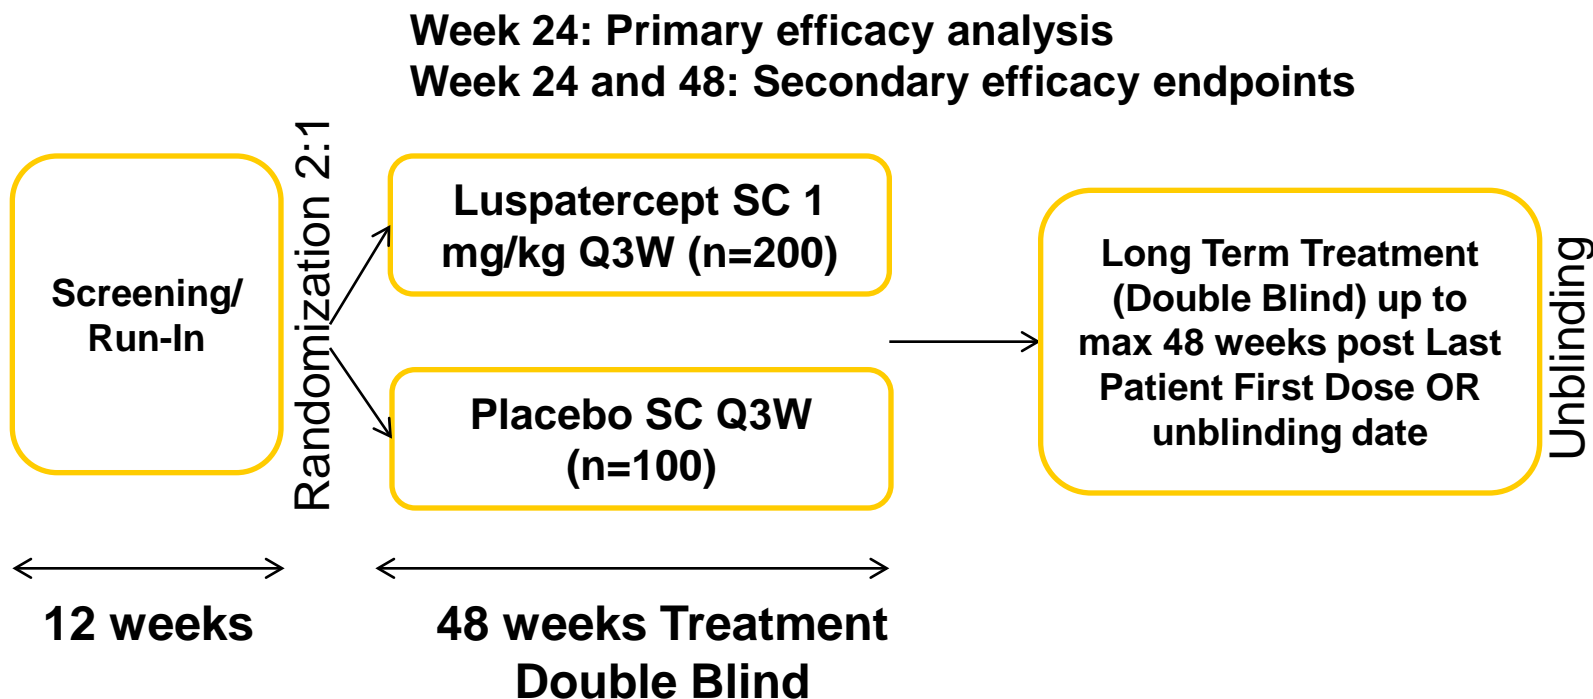 Week 24: Primary efficacy analysis
Week 24 and 48: Secondary efficacy endpoints
Screening/
Run-In
Randomization 2:1
Luspatercept SC 1
mg/kg Q3W (n=200)
Placebo SC Q3W
(n=100)
Long Term Treatment
(Double Blind) up to
max 48 weeks post Last
Patient First Dose OR
unblinding date
Unblinding
12 weeks
48 weeks Treatment
Double Blind